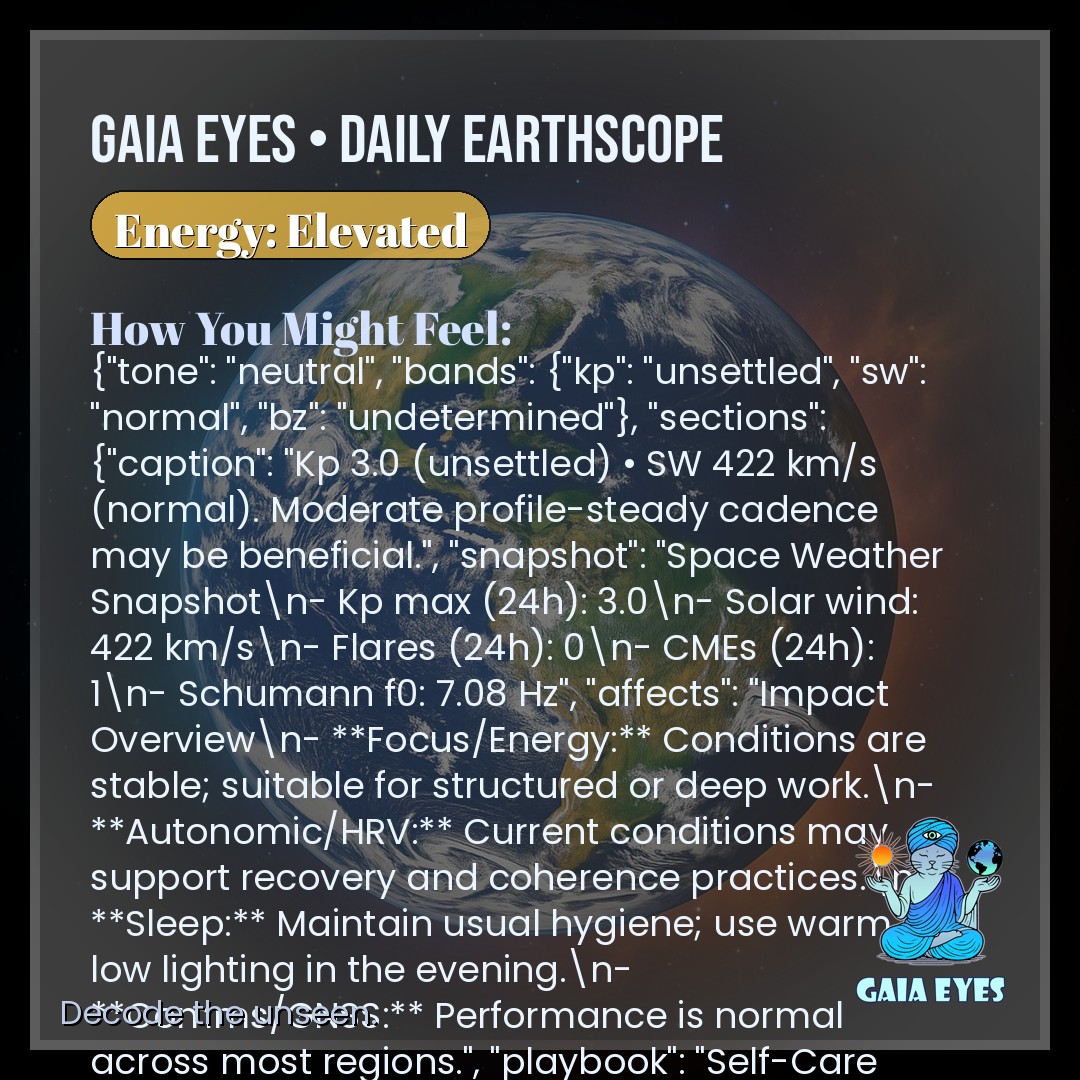 GAIA EYES • DAILY EARTHSCOPE
Energy: Elevated
How You Might Feel:
{"tone": "neutral", "bands": {"kp": "unsettled", "sw":
"normal", "bz": "undetermined"}, "sections":
{"caption": "Kp 3.0 (unsettled) • SW 422 km/s
(normal). Moderate profile-steady cadence
may be beneficial.", "snapshot": "Space Weather
Snapshot\n- Kp max (24h): 3.0\n- Solar wind:
422 km/s\n- Flares (24h): 0\n- CMEs (24h):
1\n- Schumann f0: 7.08 Hz", "affects": "Impact
Overview\n- **Focus/Energy:** Conditions are
stable; suitable for structured or deep work.\n-
**Autonomic/HRV:** Current conditions may
support recovery and coherence practices.
**Sleep:** Maintain usual hygiene; use warm
low lighting in the evening.\n-
:** Performance is normal
Decode the unseen.
across most regions.", "playbook": "Self-Care
GAIA EYES